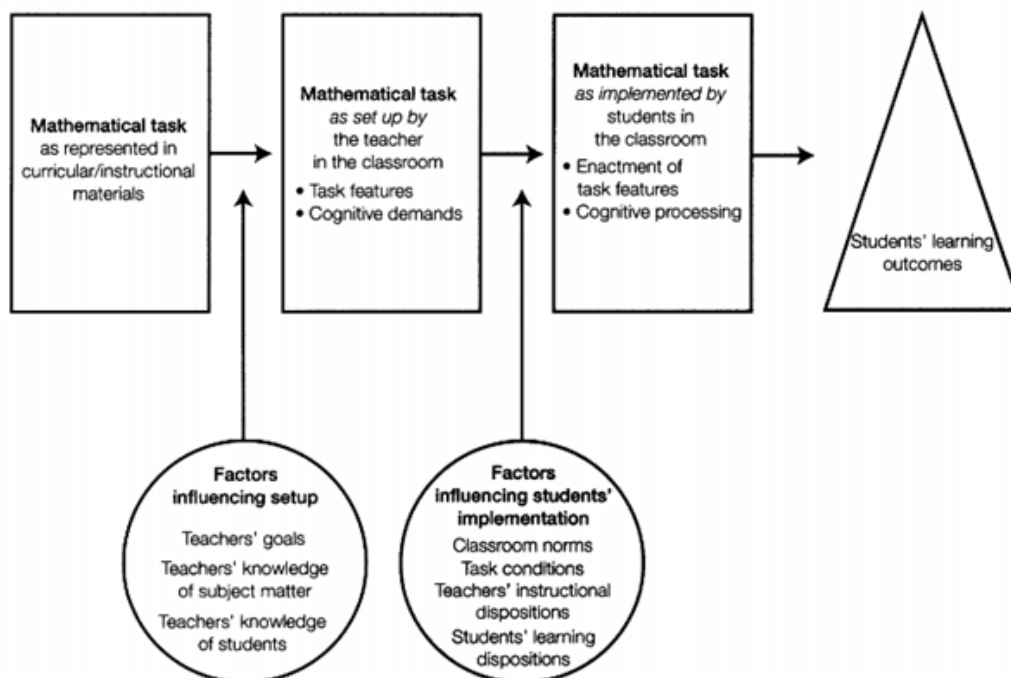 Mathematical task
as represented in
curricular/instructional
materials
Mathematical task
as set up by
the teacher
in the classroom
• Task features
• Cognitive demands
Mathematical task
as implemented by
students in
the classroom
• Enactment of
task features
• Cognitive processing
Students' learning
outcomes
Factors
influencing setup
Teachers' goals
Teachers' knowledge
of subject matter
Teachers' knowledge
of students
Factors
influencing students'
implementation
Classroom norms
Task conditions
Teachers' instructional
dispositions
Students' learning
dispositions